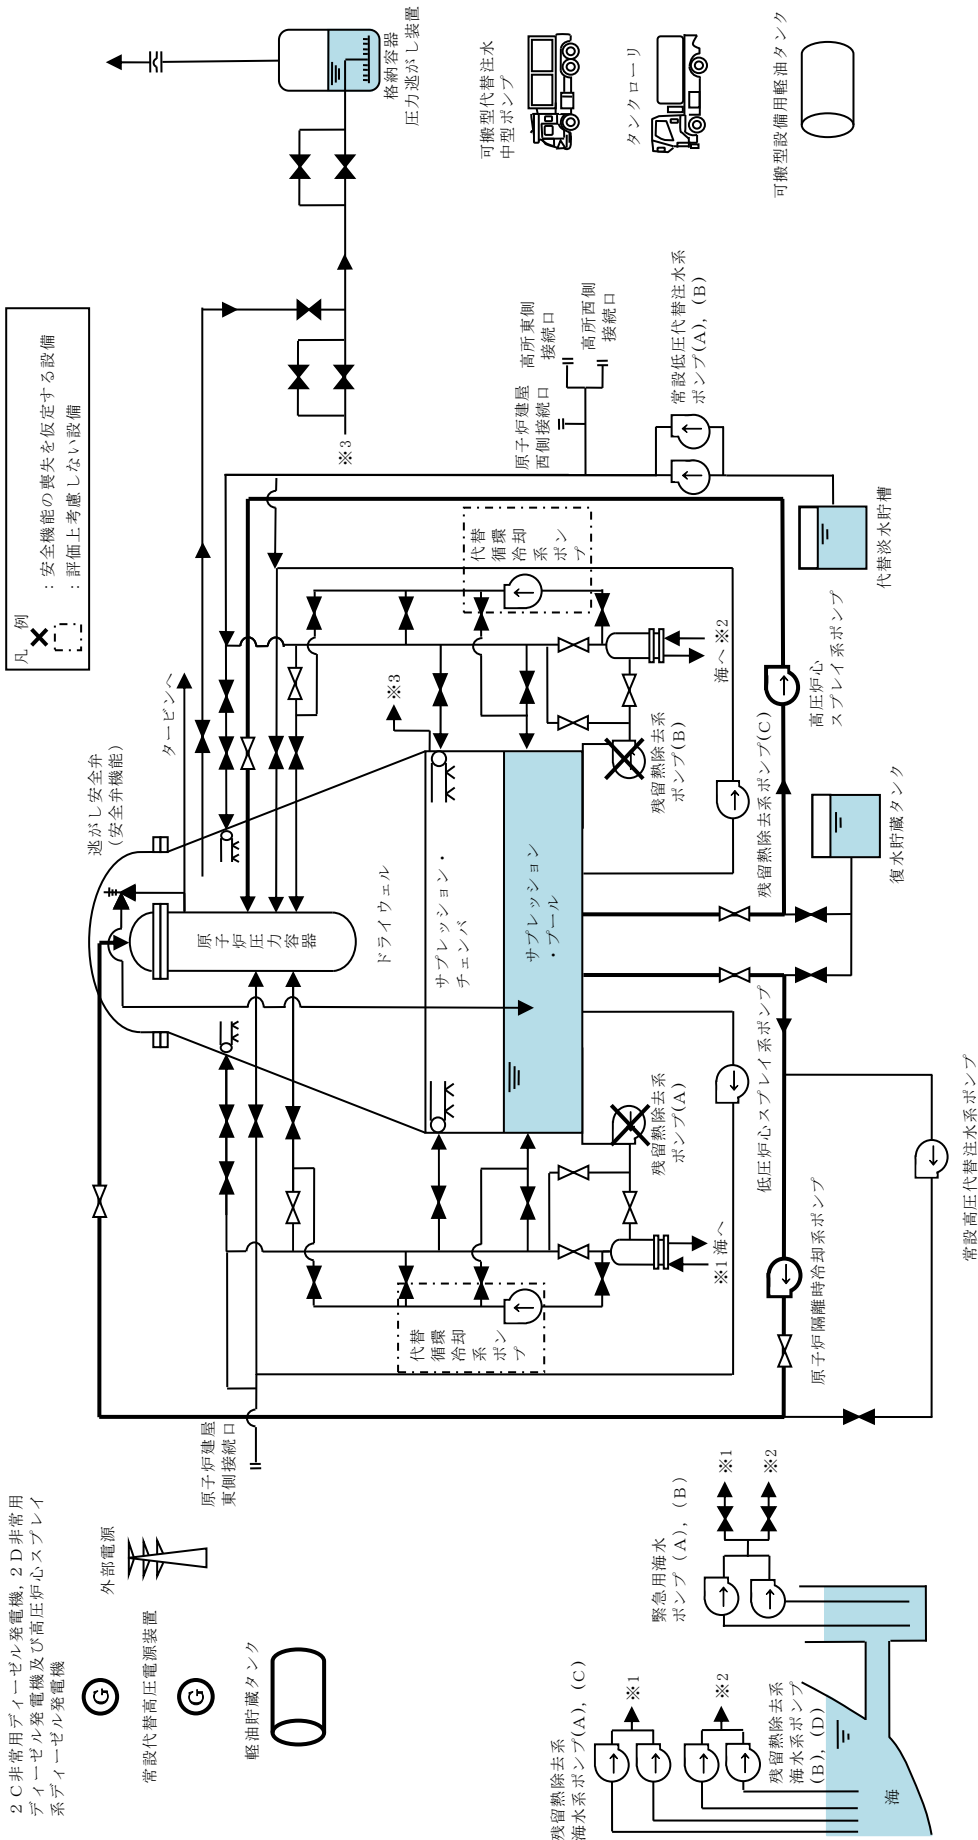 2C非常用ディーゼル発電機，2D非常用
ディーゼル発電機及び高圧炉心スプレイ
系ディーゼル発電機
G
常設代替高圧電源装置
G
軽油貯蔵タンク
外部電源
凡　例
：安全機能の喪失を仮定する設備
：評価上考慮しない設備
原子炉建屋
東側接続口
逃がし安全弁
(安全弁機能)
タービンへ
原子炉圧力容器
ドライウェル
サプレッション・
チェンバ
サプレッション
・プール
※3
※3
格納容器
圧力逃がし装置
可搬型代替注水
中型ポンプ
タンクローリ
可搬型設備用軽油タンク
原子炉建屋
西側接続口
高所東側
接続口
高所西側
接続口
常設低圧代替注水系
ポンプ(A)，(B)
代替淡水貯槽
代替
循環
冷却
系ポン
プ
代替
循環
冷却
系ポン
プ
海へ ※2
※1 海へ
残留熱除去系
ポンプ(B)
残留熱除去系
ポンプ(A)
残留熱除去系ポンプ(C)
高圧炉心
スプレイ系ポンプ
復水貯蔵タンク
低圧炉心スプレイ系ポンプ
原子炉隔離時冷却系ポンプ
常設高圧代替注水系ポンプ
緊急用海水
ポンプ(A)，(B)
※1
※2
残留熱除去系
海水系ポンプ(A)，(C)
※1
※2
残留熱除去系
海水系ポンプ
(B)，(D)
海